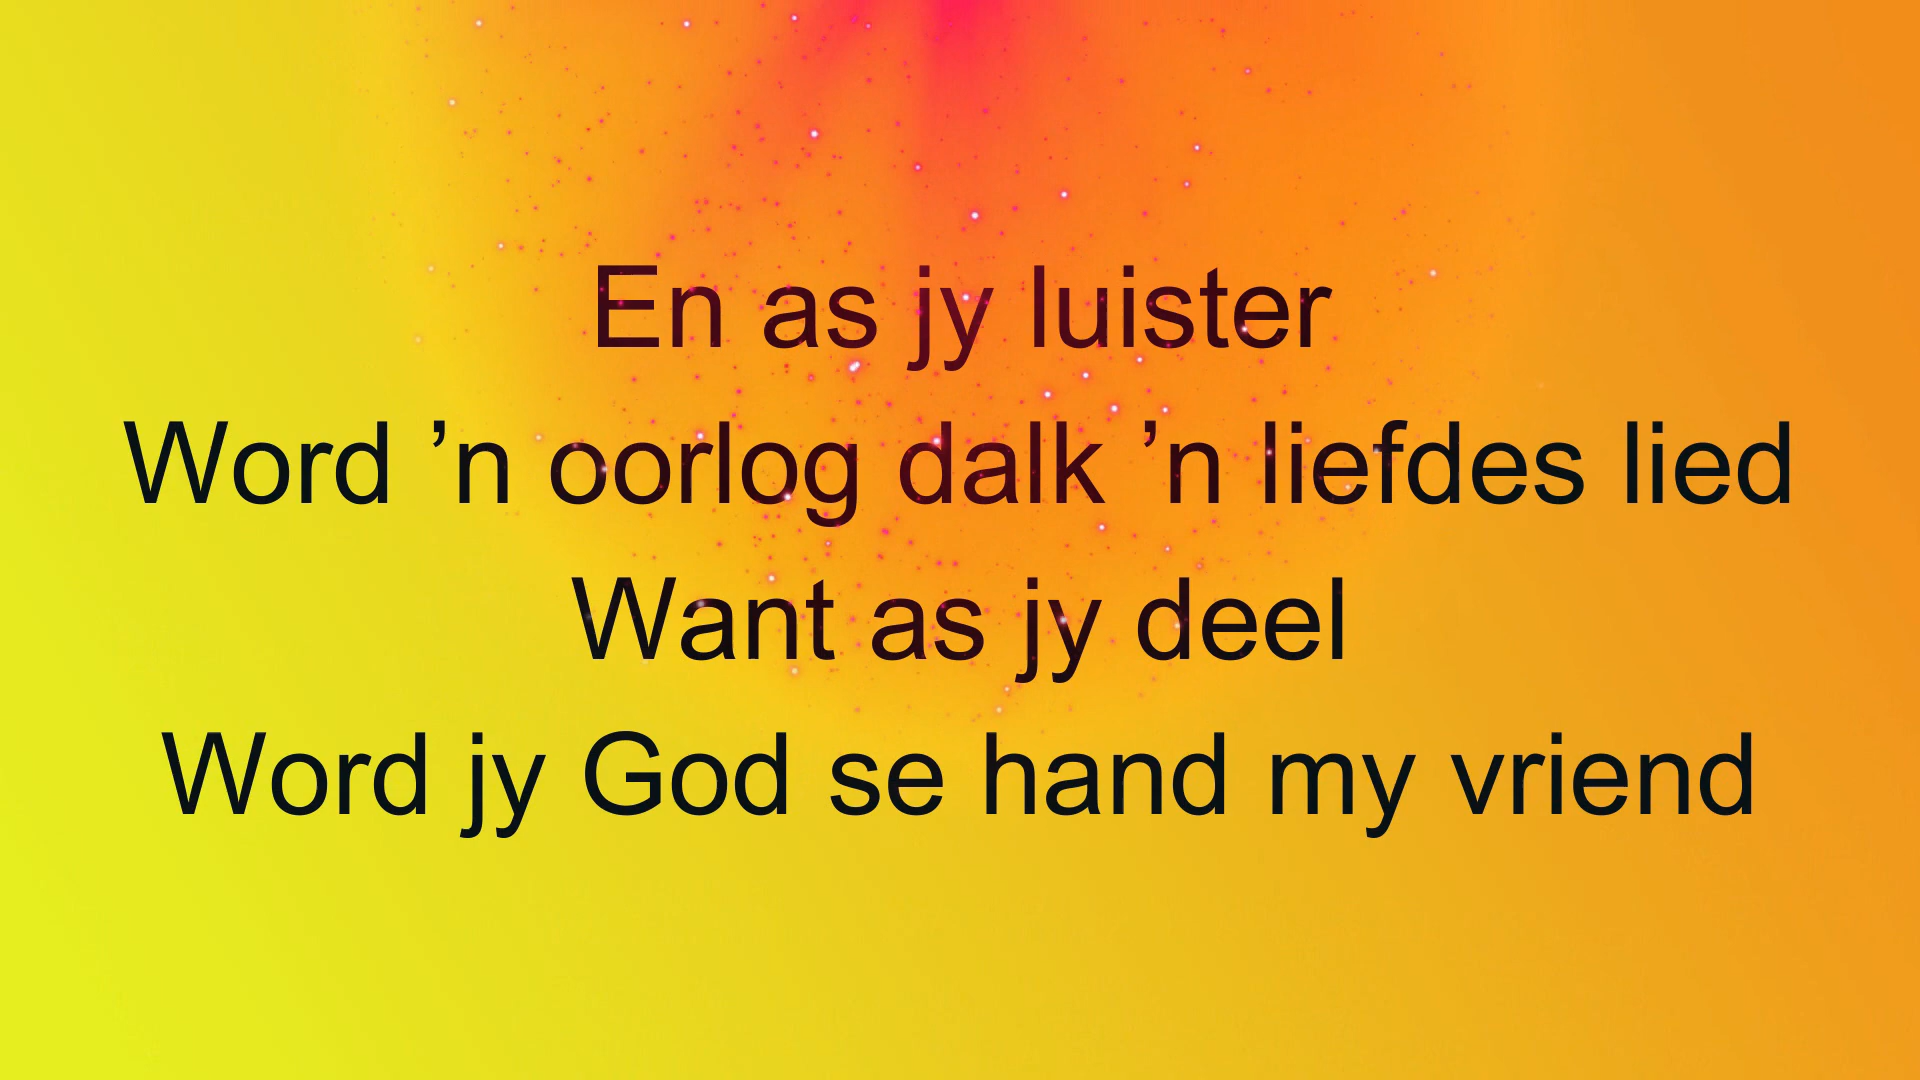 En as jy luister
Word ’n oorlog dalk ’n liefdes lied
Want as jy deel
Word jy God se hand my vriend